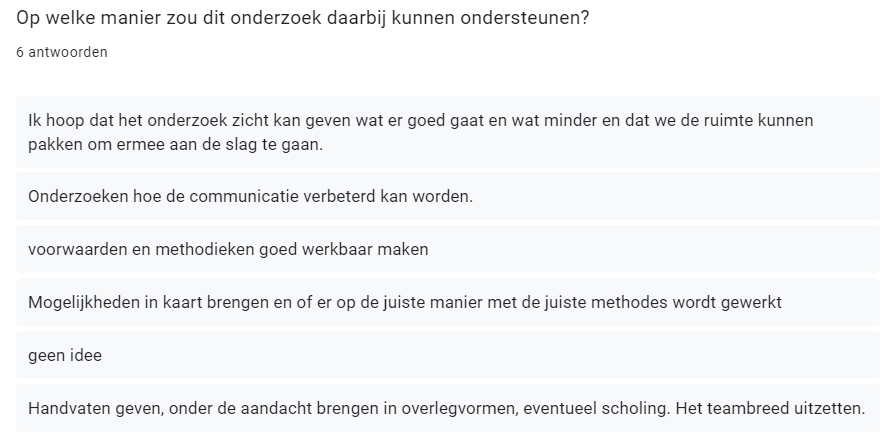 Op welke manier zou dit onderzoek daarbij kunnen ondersteunen?
6 antwoorden
Ik hoop dat het onderzoek zicht kan geven wat er goed gaat en wat minder en dat we de ruimte kunnen
pakken om ermee aan de slag te gaan.
Onderzoeken hoe de communicatie verbeterd kan worden.
voorwaarden en methodieken goed werkbaar maken
Mogelijkheden in kaart brengen en of er op de juiste manier met de juiste methodes wordt gewerkt
geen idee
Handvaten geven, onder de aandacht brengen in overlegvormen, eventueel scholing. Het teambreed uitzetten.